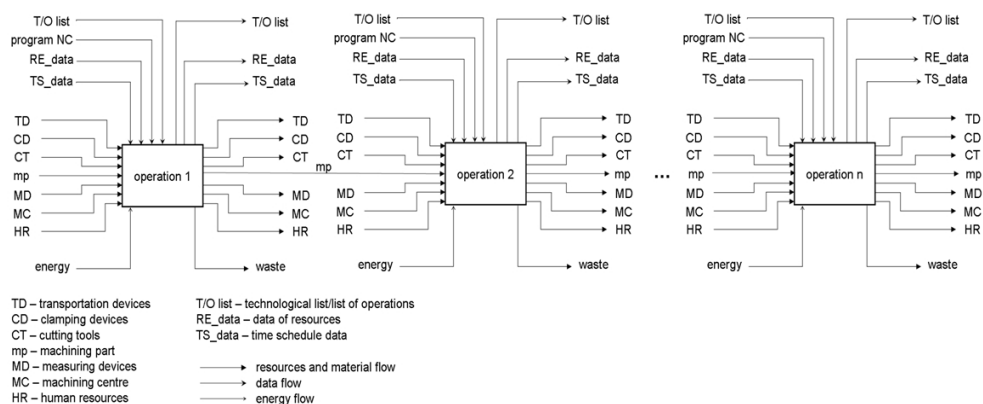 T/O list T/O list T/O list T/O list T/O list T/O list
program NC program NC program NC
RE_data RE_data RE_data RE_data RE_data RE_data
TS_data TS_data TS_data TS_data TS_data TS_data
TD TD TD TD TD TD
CD CD CD CD CD CD
CT CT CT CT CT CT
mp operation 1 mp operation 2 mp ... mp operation n mp
MD MD MD MD MD MD
MC MC MC MC MC MC
HR HR HR HR HR HR
energy waste energy waste energy waste
TD – transportation devices T/O list – technological list/list of operations
CD – clamping devices RE_data – data of resources
CT – cutting tools TS_data – time schedule data
mp – machining part
MD – measuring devices resources and material flow
MC – machining centre data flow
HR – human resources energy flow